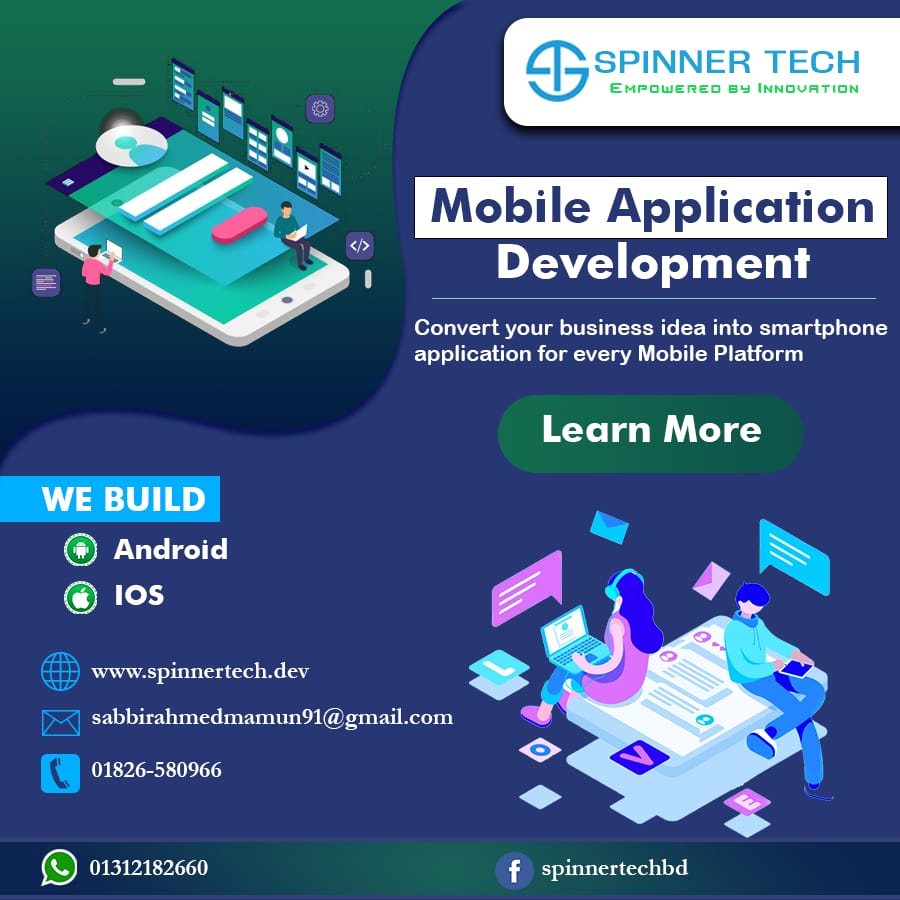 SPINNER TECH
EMPOWERED BY INNOVATION
Mobile Application
Development
Convert your business idea into smartphone
application for every Mobile Platform
Learn More
WE BUILD
Android
IOS
www.spinnertech.dev
sabbirahmedmamun91@gmail.com
01826-580966
01312182660
spinnertechbd